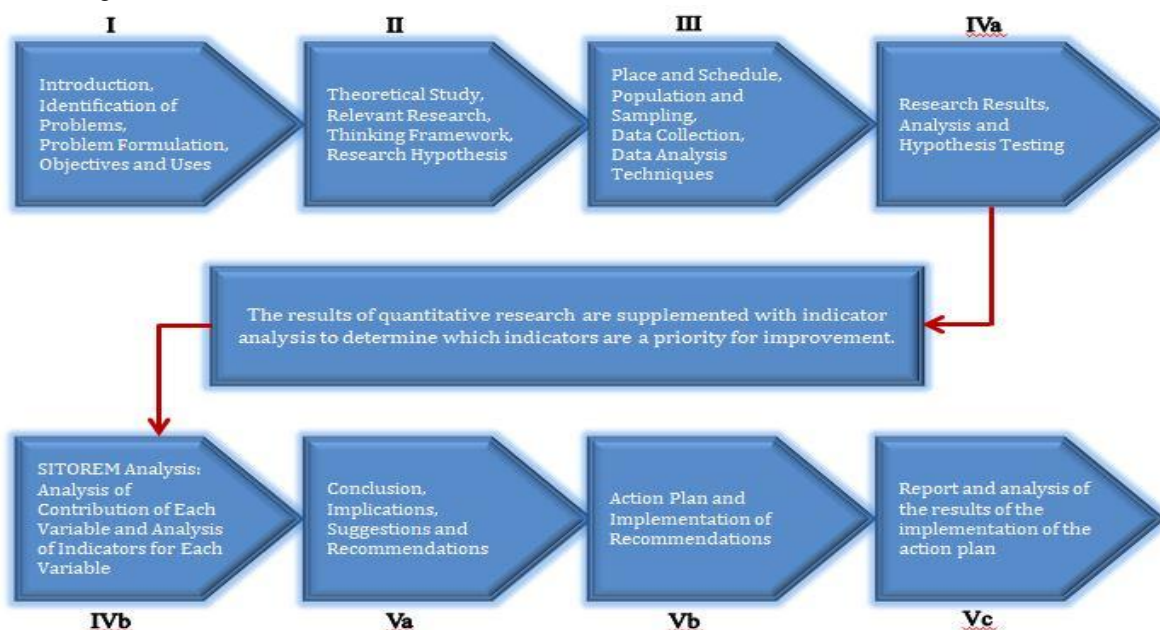 I
II
III
IVa
Introduction,
Identification of
Problems,
Problem Formulation,
Objectives and Uses
Theoretical Study,
Relevant Research,
Thinking Framework,
Research Hypothesis
Place and Schedule,
Population and
Sampling,
Data Collection,
Data Analysis
Techniques
Research Results,
Analysis and
Hypothesis Testing
The results of quantitative research are supplemented with indicator
analysis to determine which indicators are a priority for improvement.
SITOREM Analysis:
Analysis of
Contribution of Each
Variable and Analysis
of Indicators for Each
Variable
Conclusion,
Implications,
Suggestions and
Recommendations
Action Plan and
Implementation of
Recommendations
Report and analysis of
the results of the
implementation of the
action plan
IVb
Va
Vb
Vc